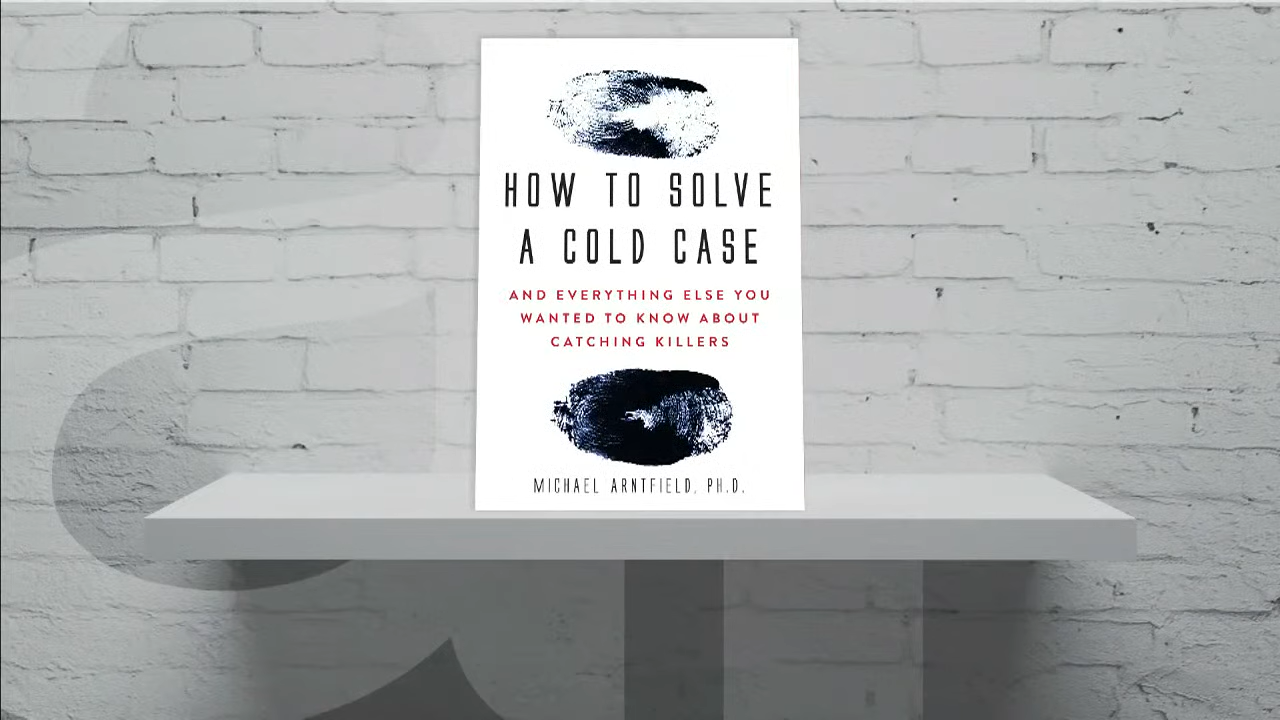 HOW TO SOLVE
A COLD CASE
AND EVERYTHING ELSE YOU
WANTED TO KNOW ABOUT
CATCHING KILLERS
MICHAEL ARNTFIELD, PH.D.